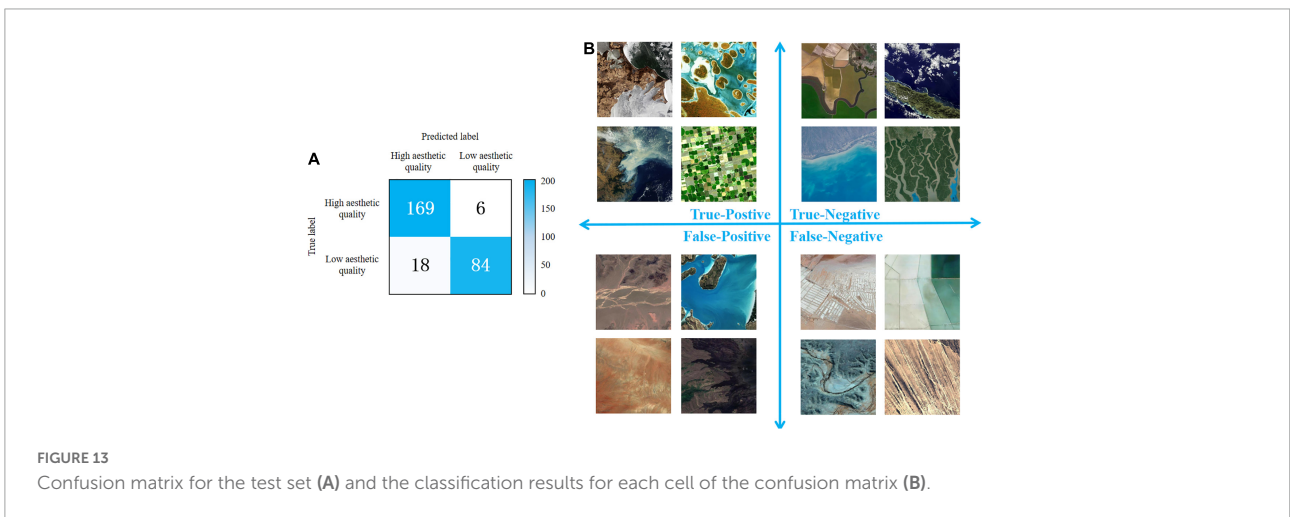 A
Predicted label
High aesthetic
quality
Low aesthetic
quality
True label
High aesthetic
quality
Low aesthetic
quality
169
6
18
84
200
150
100
50
0
B
True-Postive
True-Negative
False-Positive
False-Negative
FIGURE 13
Confusion matrix for the test set (A) and the classification results for each cell of the confusion matrix (B).